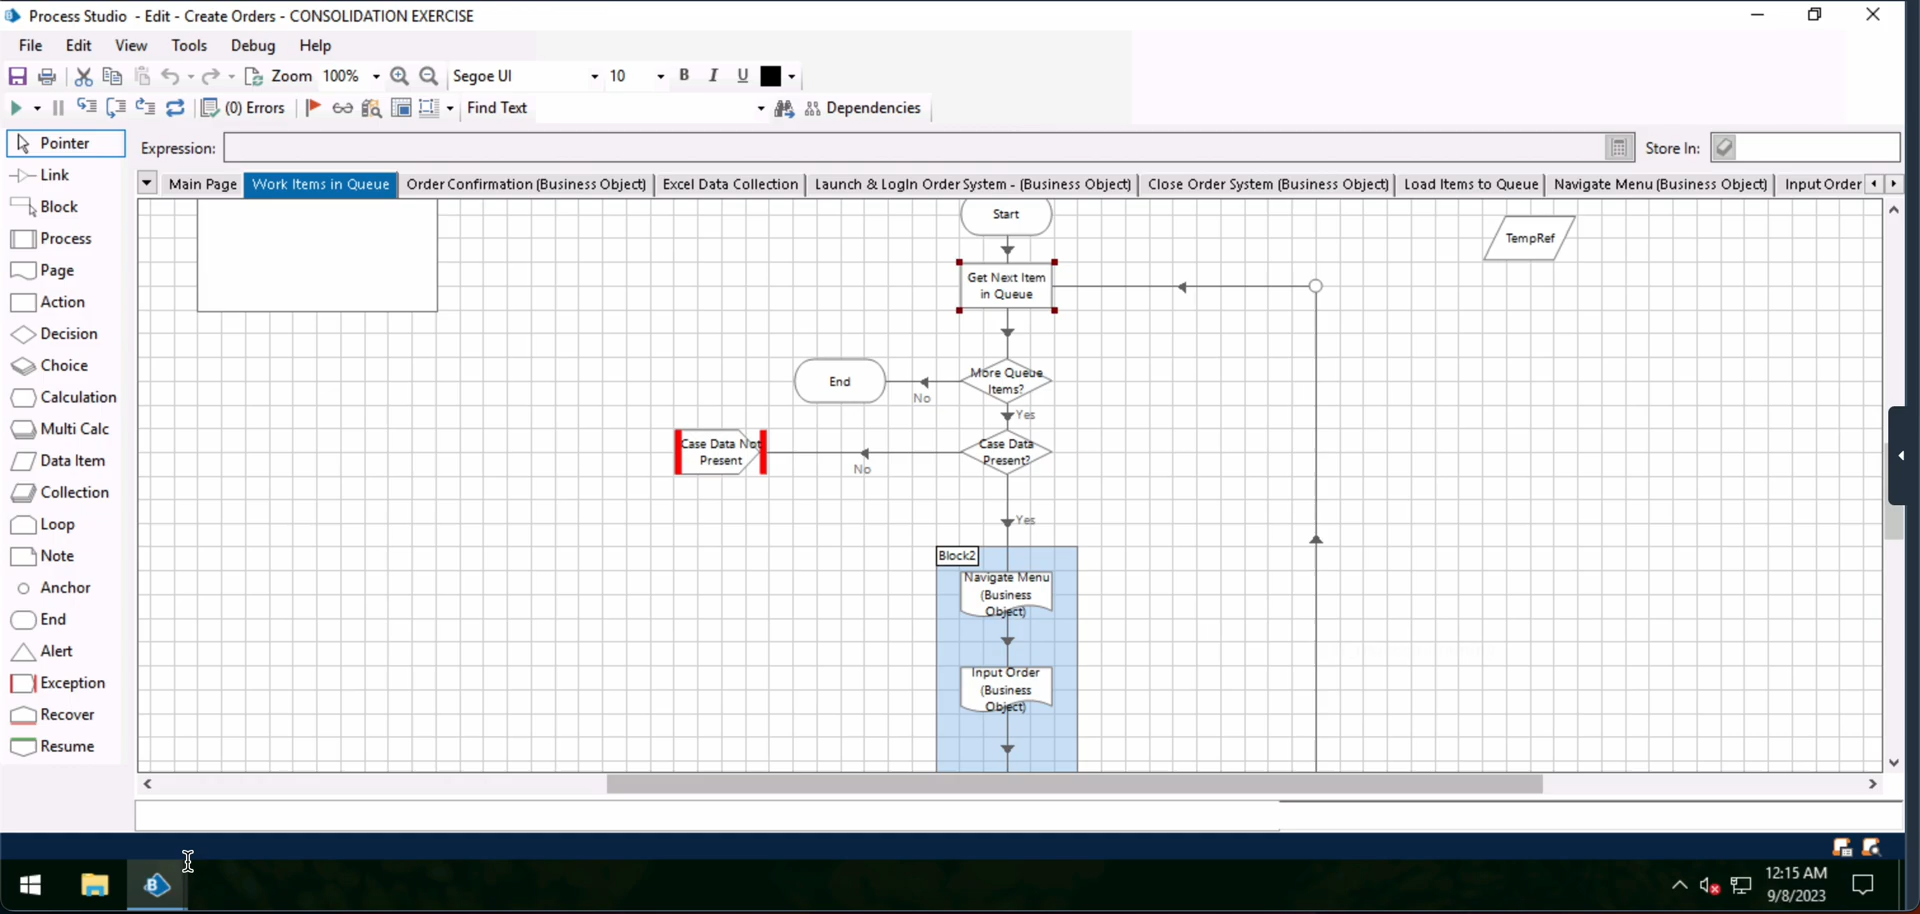 Process Studio - Edit - Create Orders - CONSOLIDATION EXERCISE
File Edit View Tools Debug Help
Zoom 100% Segoe UI 10 B I U
(0) Errors Find Text Dependencies
Pointer
Expression: Store In:
Link
Main Page Work Items in Queue Order Confirmation (Business Object) Excel Data Collection Launch & LogIn Order System - (Business Object) Close Order System (Business Object) Load Items to Queue Navigate Menu (Business Object) Input Order
Block
Process
Page
Action
Decision
Choice
Calculation
Multi Calc
Data Item
Collection
Loop
Note
Anchor
End
Alert
Exception
Recover
Resume
Start
TempRef
Get Next Item
in Queue
More Queue
Items?
End
No
Yes
Case Data Not
Present
No
Case Data
Present?
Yes
Block2
Navigate Menu
(Business
Object)
Input Order
(Business
Object)
B
12:15 AM
9/8/2023